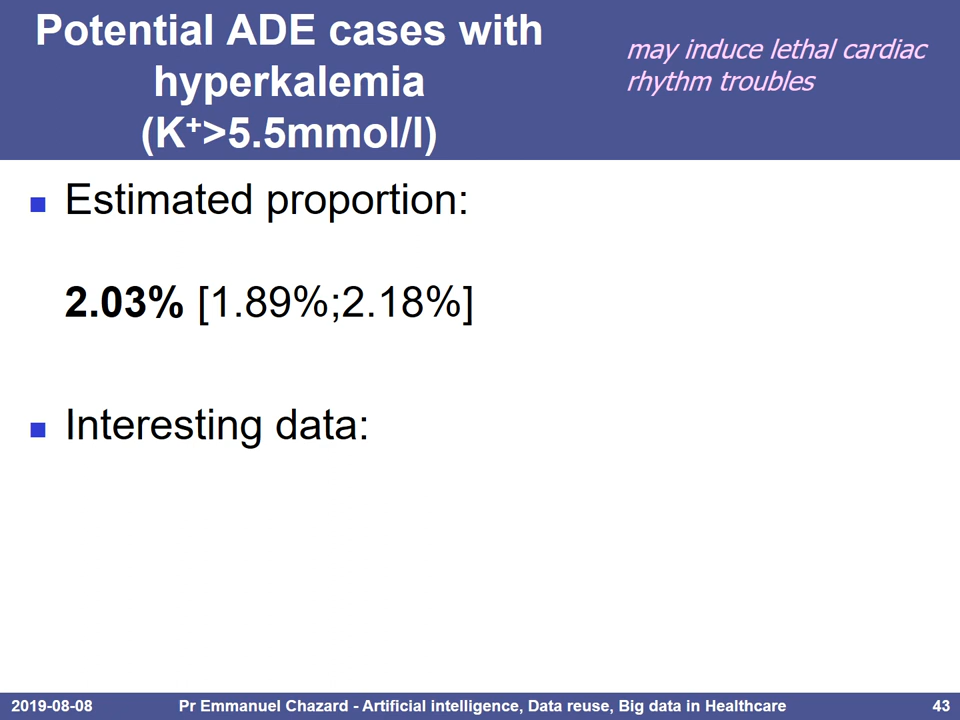 Potential ADE cases with
hyperkalemia
(K⁺>5.5mmol/l)
may induce lethal cardiac
rhythm troubles
Estimated proportion:
2.03% [1.89%;2.18%]
Interesting data:
2019-08-08 Pr Emmanuel Chazard - Artificial intelligence, Data reuse, Big data in Healthcare 43